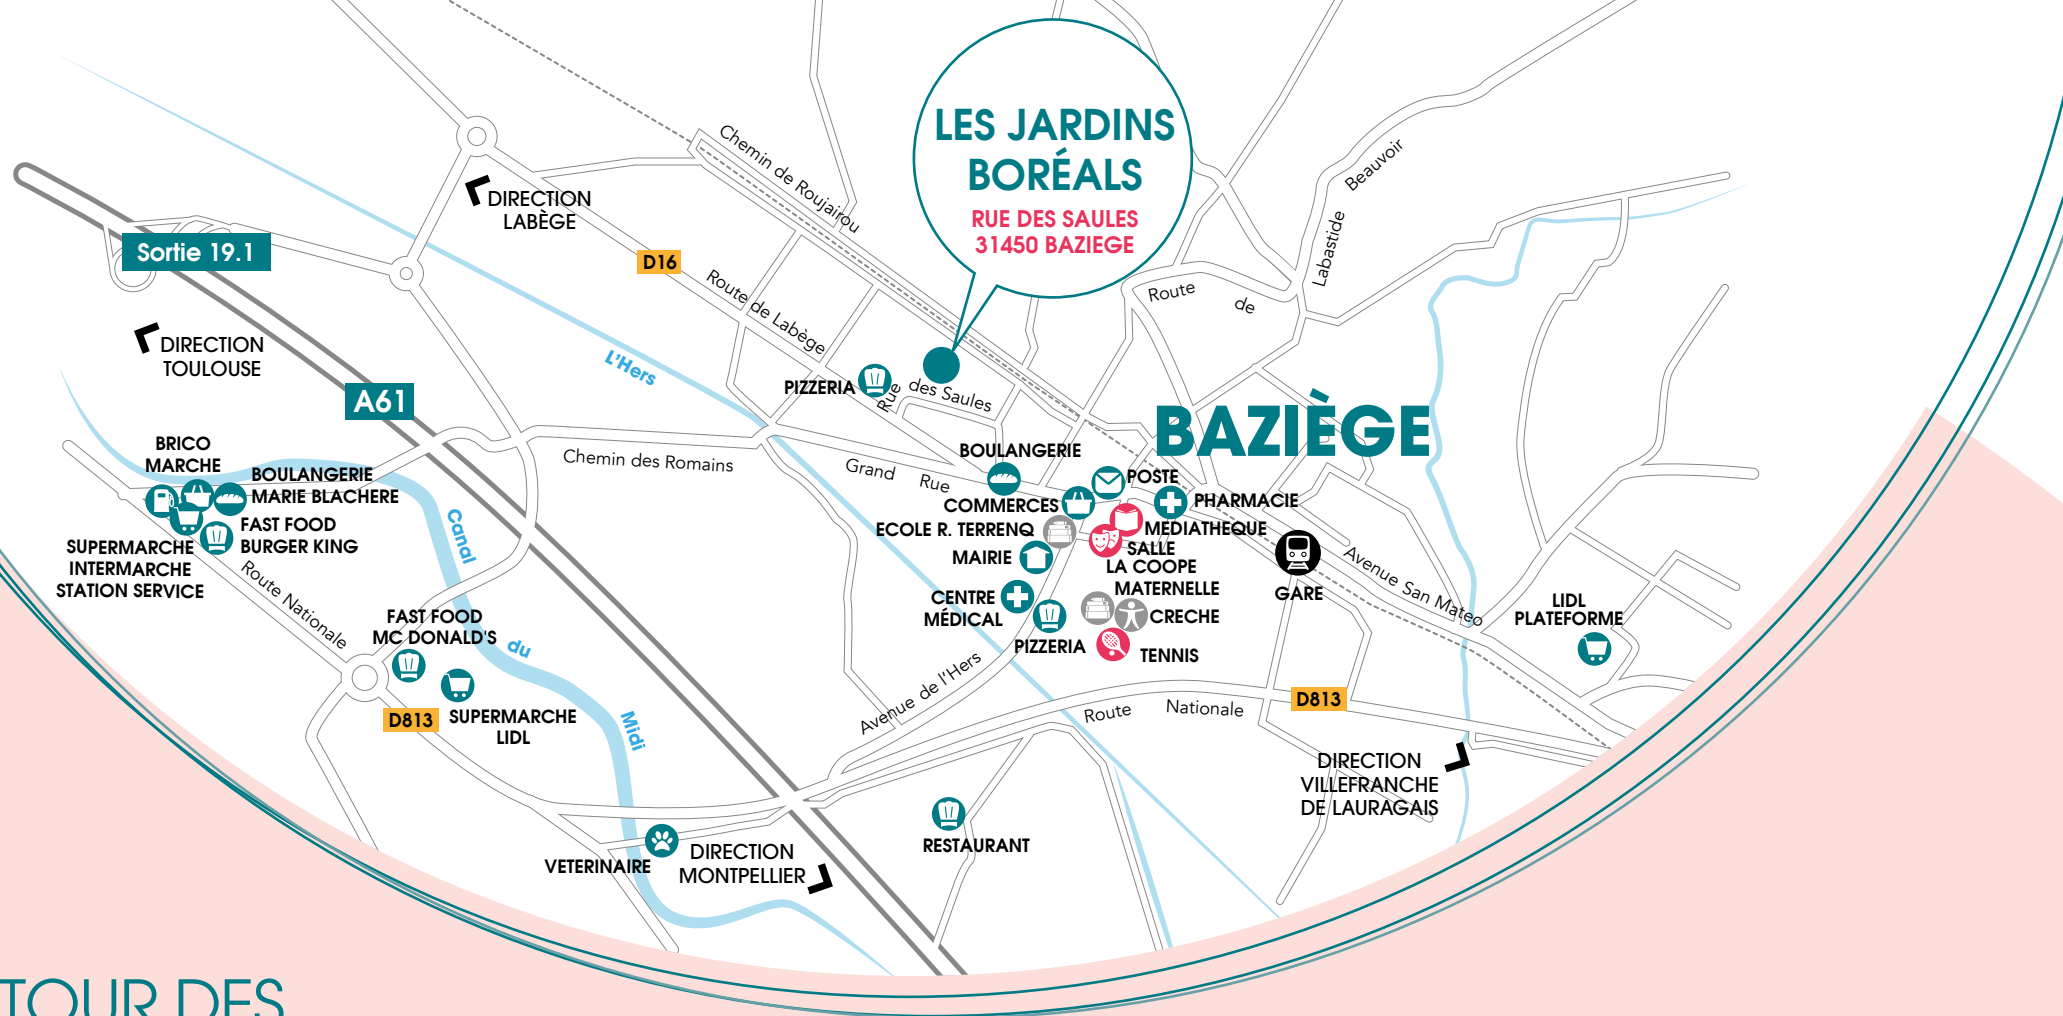 LES JARDINS
BORÉALS
RUE DES SAULES
31450 BAZIEGE
Chemin de Roujairou
Beauvoir
Labastide
de
Route
DIRECTION
LABÈGE
Sortie 19.1
D16
Route de Labège
DIRECTION
TOULOUSE
L'Hers
A61
PIZZERIA
Rue
des Saules
BAZIÈGE
BRICO
MARCHE
BOULANGERIE
MARIE BLACHERE
FAST FOOD
BURGER KING
SUPERMARCHE
INTERMARCHE
STATION SERVICE
Chemin des Romains
Grand Rue
BOULANGERIE
POSTE
COMMERCES
PHARMACIE
ECOLE R. TERRENQ
MEDIATHEQUE
MAIRIE
SALLE
LA COOPE
MATERNELLE
CENTRE
MÉDICAL
CRECHE
PIZZERIA
TENNIS
GARE
Avenue San Mateo
LIDL
PLATEFORME
Canal
du
Midi
Route Nationale
FAST FOOD
MC DONALD'S
D813
SUPERMARCHE
LIDL
Avenue de l'Hers
Route Nationale
D813
DIRECTION
VILLEFRANCHE
DE LAURAGAIS
RESTAURANT
VETERINAIRE
DIRECTION
MONTPELLIER
TOUR DES